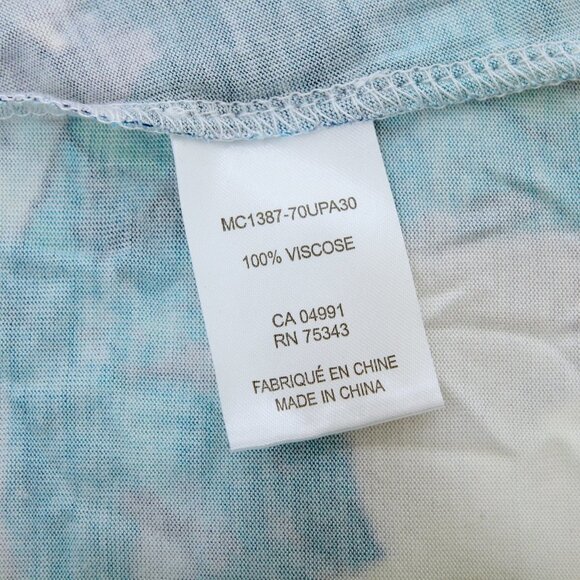 MC1387-70UPA30
100% VISCOSE
CA 04991
RN 75343
FABRIQUÉ EN CHINE
MADE IN CHINA